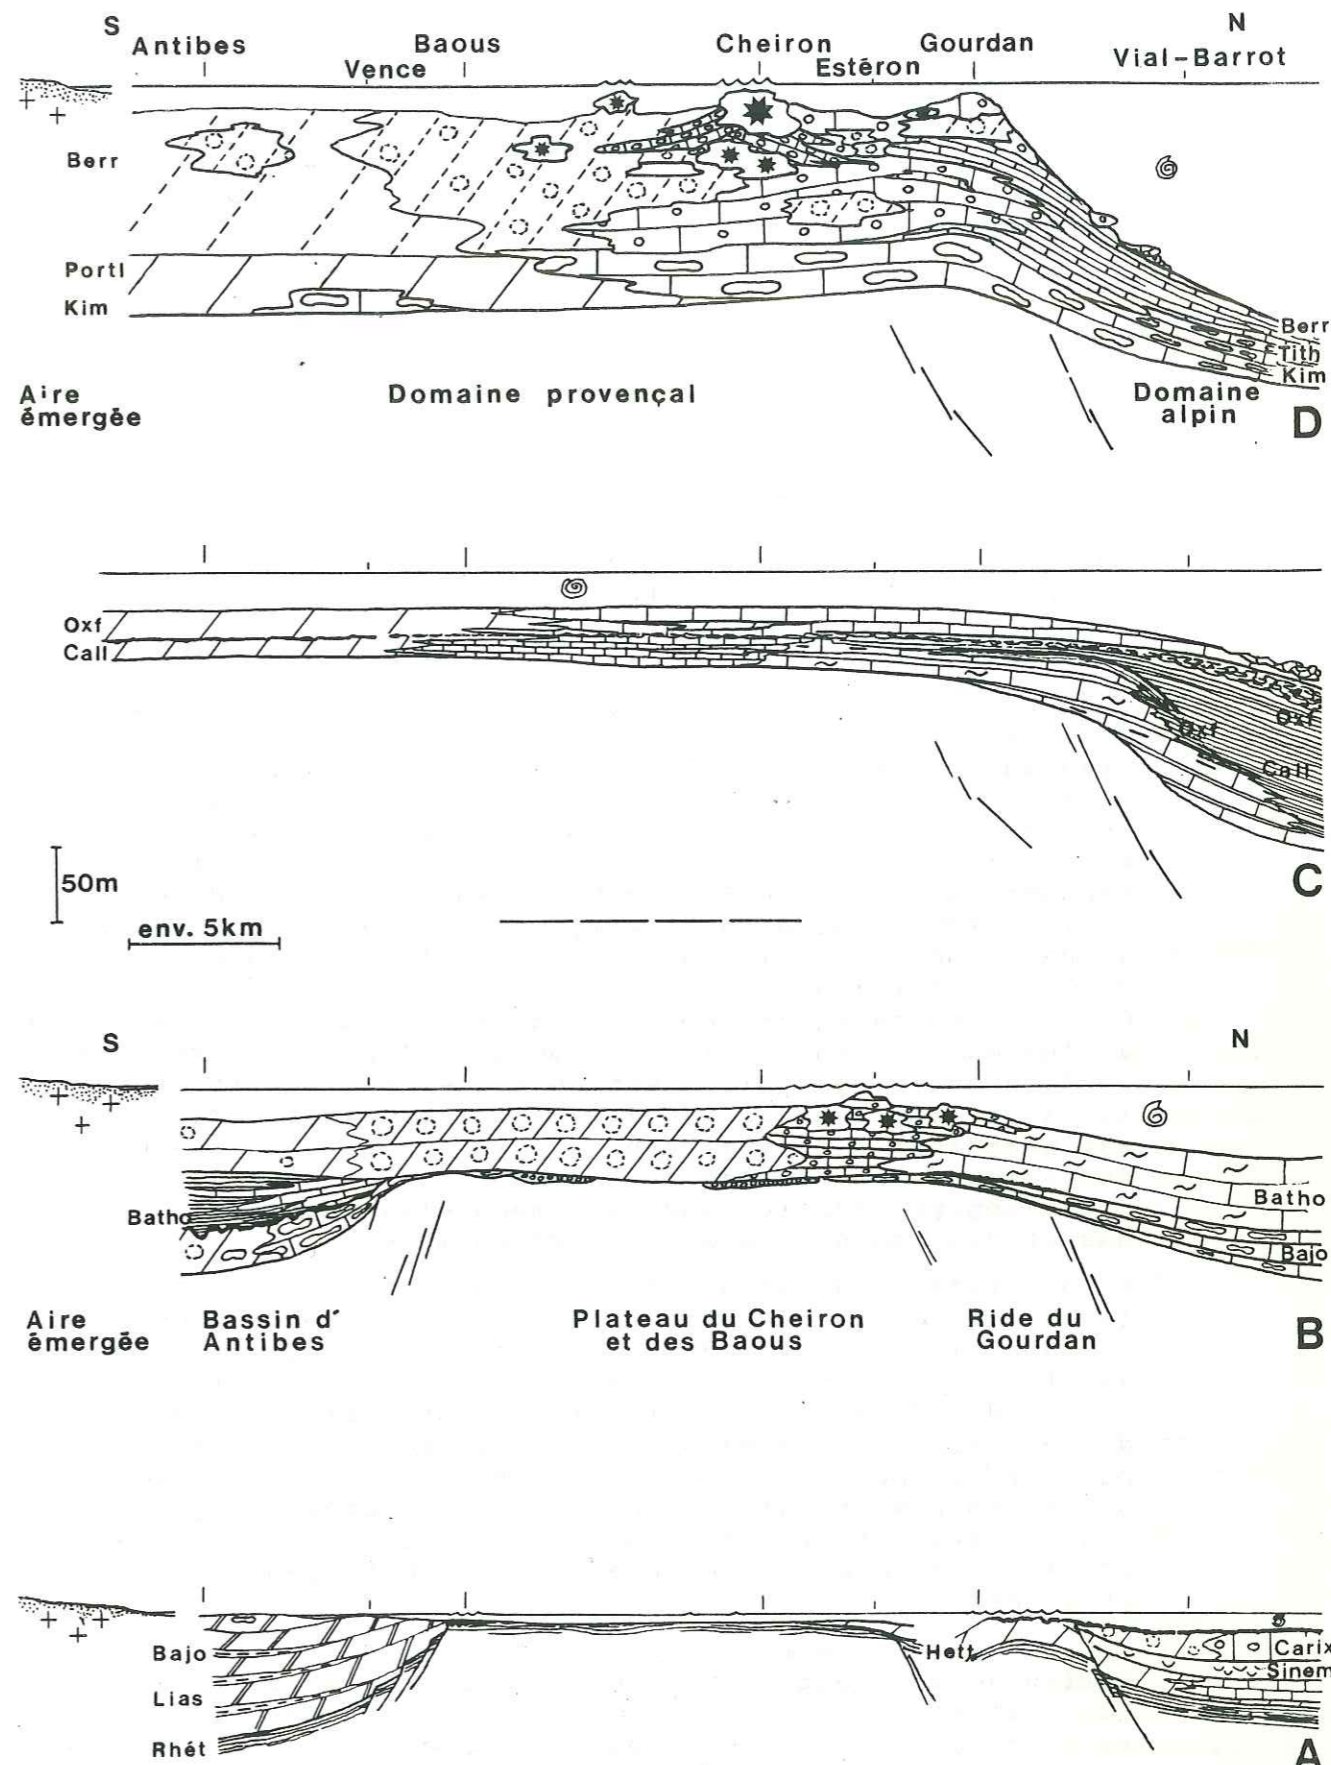 S
N
Antibes
Baous
Cheiron
Gourdan
Vence
Estéron
Vial-Barrot
Berr
Portl
Kim
Berr
Tith
Kim
Aire
émergée
Domaine provençal
Domaine
alpin
D
Oxf
Call
Oxf
Oxf
Call
C
50m
env. 5km
S
N
Batho
Batho
Bajo
Aire
émergée
Bassin d'
Antibes
Plateau du Cheiron
et des Baous
Ride du
Gourdan
B
Bajo
Lias
Rhét
Hett
Carix
Sinem
A